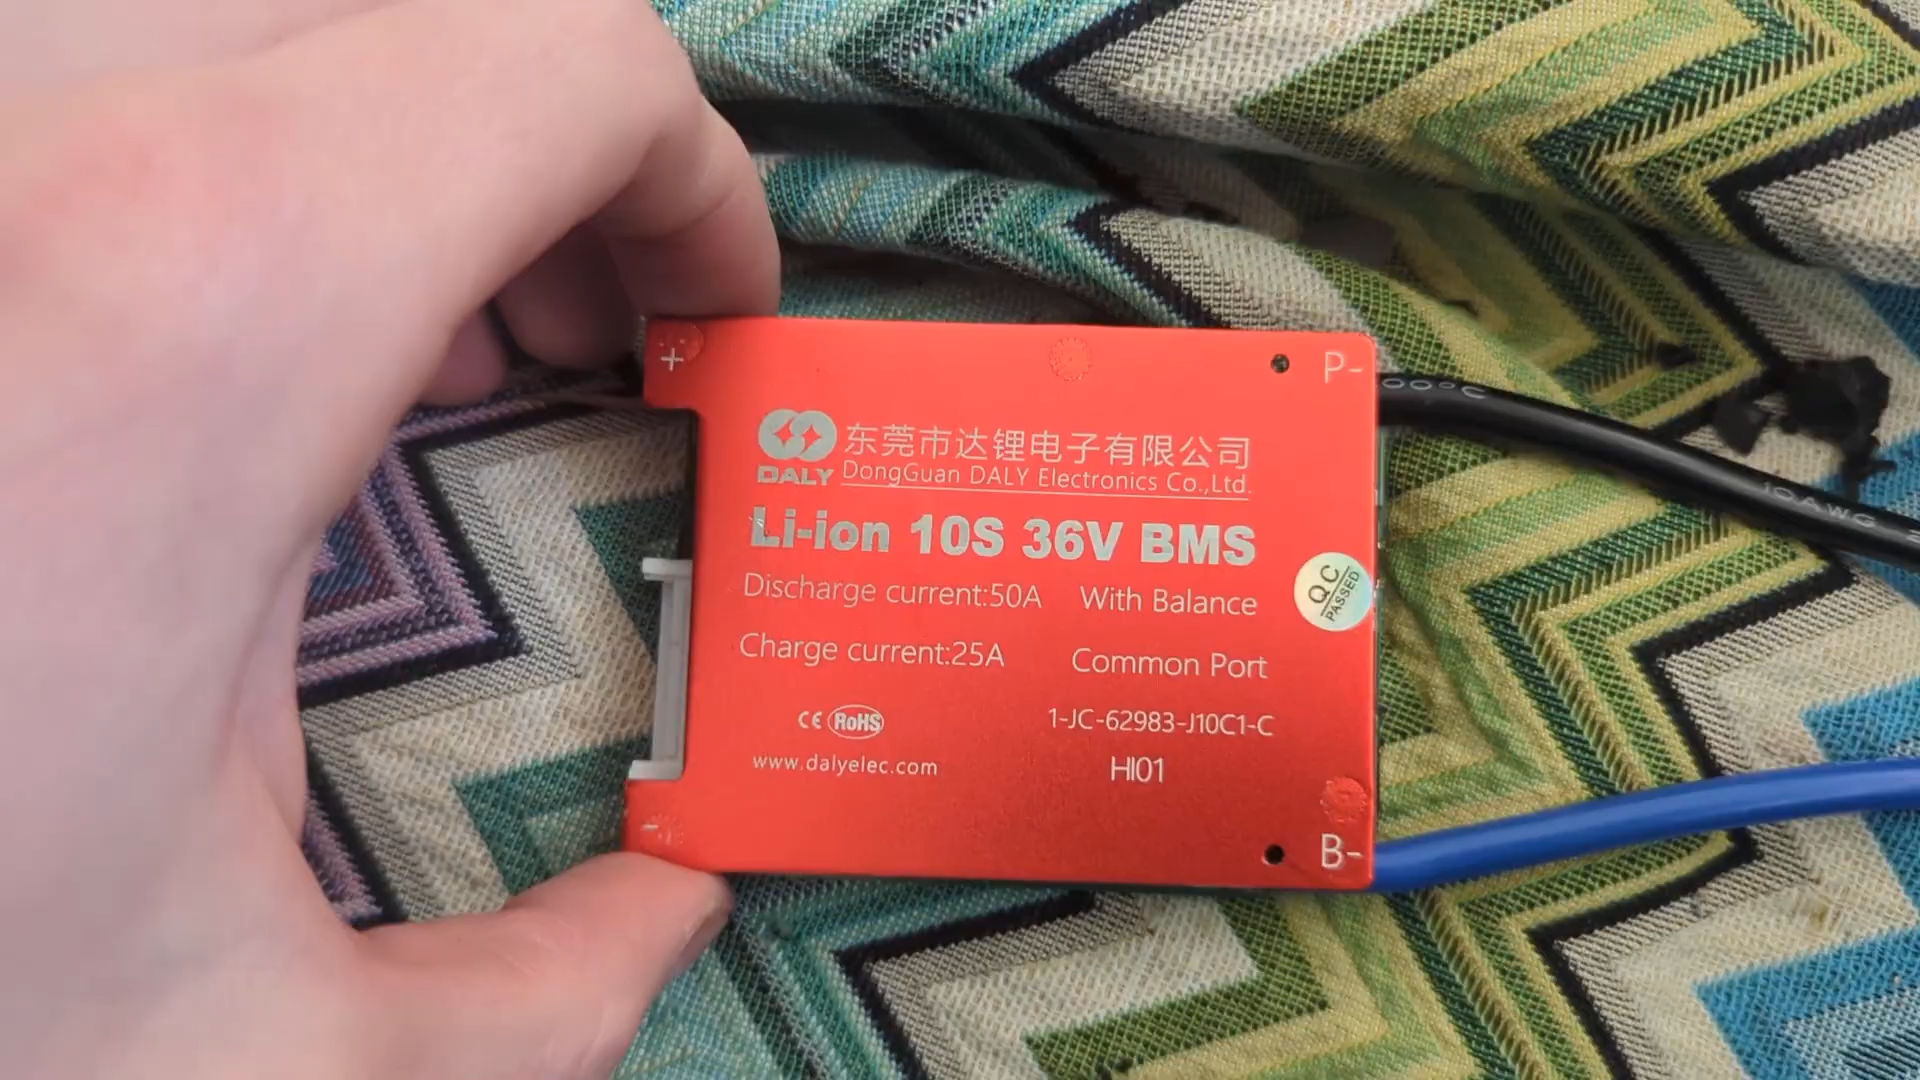 +
P-
东莞市达锂电子有限公司
DALY
DongGuan DALY Electronics Co.,Ltd.
Li-ion 10S 36V BMS
Discharge current:50A With Balance
QC
PASSED
Charge current:25A Common Port
CE RoHS
1-JC-62983-J10C1-C
www.dalyelec.com
HI01
-
B-
00°C
10AWG